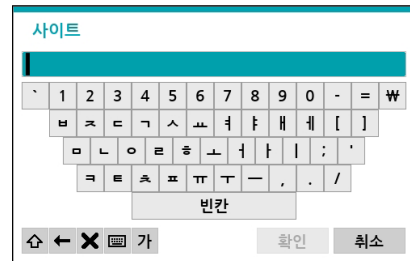 사이트
` 1 2 3 4 5 6 7 8 9 0 - = ₩
ㅂ ㅈ ㄷ ㄱ ㅅ ㅛ ㅕ ㅑ ㅐ ㅔ [ ]
ㅁ ㄴ ㅇ ㄹ ㅎ ㅗ ㅓ ㅏ ㅣ ; '
ㅋ ㅌ ㅊ ㅍ ㅠ ㅜ ㅡ , . /
빈칸
가 확인 취소